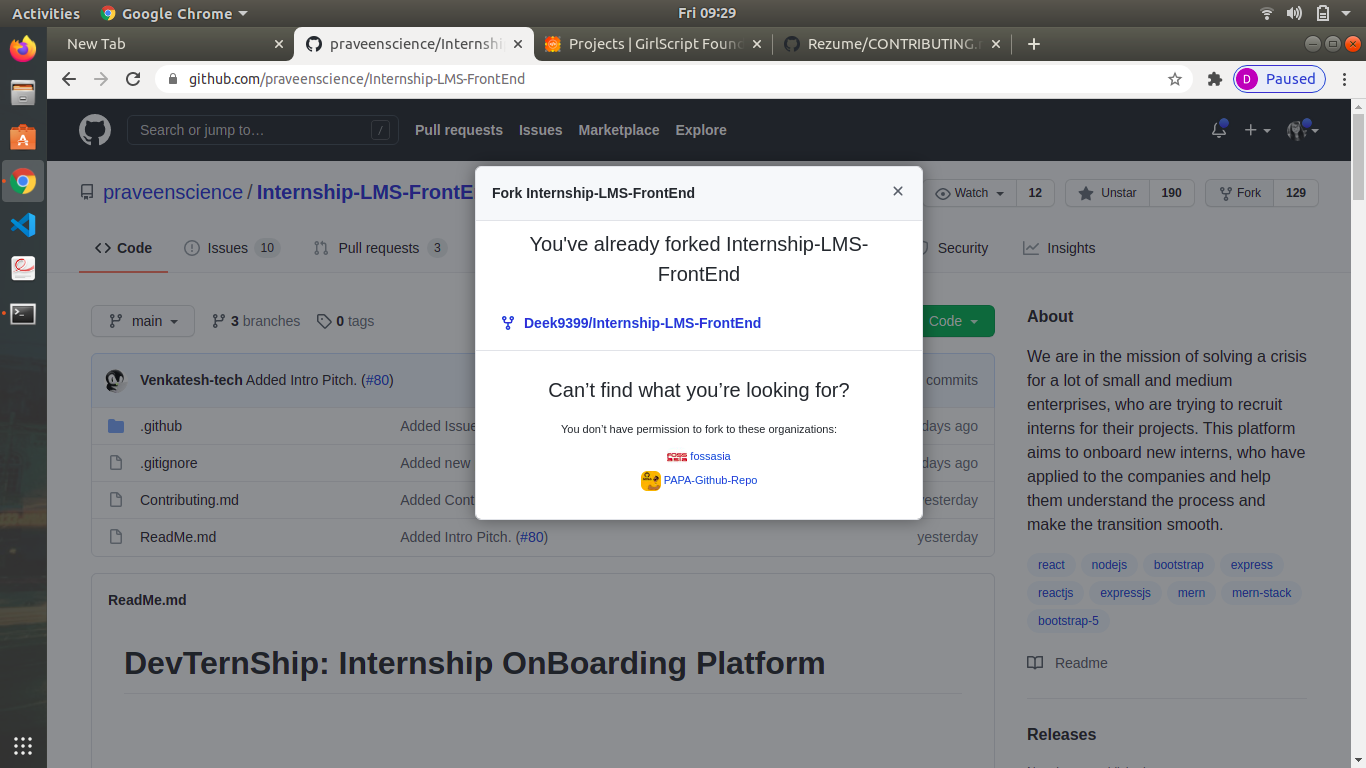 Activities
Google Chrome
Fri 09:29
New Tab
praveenscience/Internshi
Projects | GirlScript Foun
Rezume/CONTRIBUTING.
github.com/praveenscience/Internship-LMS-FrontEnd
D
Paused
Search or jump to…
/
Pull requests
Issues
Marketplace
Explore
praveenscience / Internship-LMS-FrontE
Watch
12
Unstar
190
Fork
129
Code
Issues 10
Pull requests 3
Security
Insights
Fork Internship-LMS-FrontEnd
You've already forked Internship-LMS-
FrontEnd
Deek9399/Internship-LMS-FrontEnd
Can’t find what you’re looking for?
You don’t have permission to fork to these organizations:
fossasia
PAPA-Github-Repo
main
3 branches
0 tags
Code
Venkatesh-tech Added Intro Pitch. (#80)
commits
.github
Added Issue
days ago
.gitignore
Added new
days ago
Contributing.md
Added Cont
yesterday
ReadMe.md
Added Intro Pitch. (#80)
yesterday
ReadMe.md
DevTernShip: Internship OnBoarding Platform
About
We are in the mission of solving a crisis
for a lot of small and medium
enterprises, who are trying to recruit
interns for their projects. This platform
aims to onboard new interns, who have
applied to the companies and help
them understand the process and
make the transition smooth.
react nodejs bootstrap express
reactjs expressjs mern mern-stack
bootstrap-5
Readme
Releases